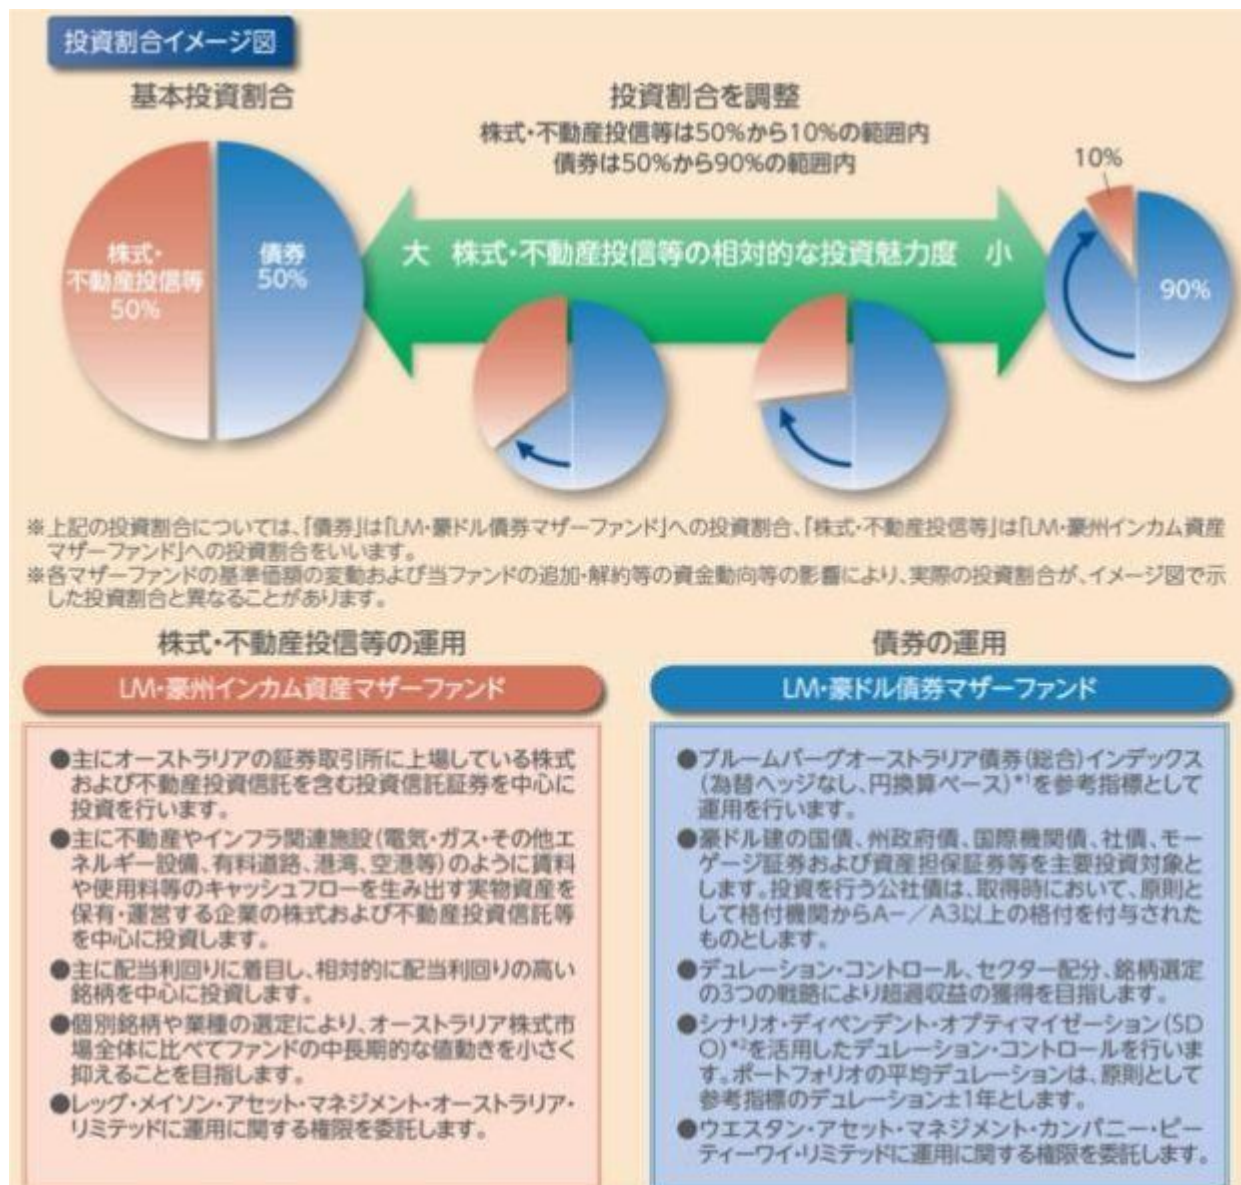 投資割合イメージ図
基本投資割合
投資割合を調整
株式・不動産投信等は50%から10%の範囲内
債券は50%から90%の範囲内
10%
株式・
不動産投信等
50%
債券
50%
大 株式・不動産投信等の相対的な投資魅力度 小
90%
※上記の投資割合については、「債券」は「LM・豪ドル債券マザーファンド」への投資割合、「株式・不動産投信等」は「LM・豪州インカム資産
マザーファンド」への投資割合をいいます。
※各マザーファンドの基準価額の変動および当ファンドの追加・解約等の資金動向等の影響により、実際の投資割合が、イメージ図で示
した投資割合と異なることがあります。
株式・不動産投信等の運用
LM・豪州インカム資産マザーファンド
●主にオーストラリアの証券取引所に上場している株式
および不動産投資信託を含む投資信託証券を中心に
投資を行います。
●主に不動産やインフラ関連施設(電気・ガス・その他エ
ネルギー設備、有料道路、港湾、空港等)のように賃料
や使用料等のキャッシュフローを生み出す実物資産を
保有・運営する企業の株式および不動産投資信託等
を中心に投資します。
●主に配当利回りに着目し、相対的に配当利回りの高い
銘柄を中心に投資します。
●個別銘柄や業種の選定により、オーストラリア株式市
場全体に比べてファンドの中長期的な値動きを小さく
抑えることを目指します。
●レッグ・メイソン・アセット・マネジメント・オーストラリア・
リミテッドに運用に関する権限を委託します。
債券の運用
LM・豪ドル債券マザーファンド
●ブルームバーグオーストラリア債券(総合)インデックス
(為替ヘッジなし、円換算ベース)*1を参考指標として
運用を行います。
●豪ドル建の国債、州政府債、国際機関債、社債、モー
ゲージ証券および資産担保証券等を主要投資対象と
します。投資を行う公社債は、取得時において、原則と
して格付機関からA-/A3以上の格付を付与された
ものとします。
●デュレーション・コントロール、セクター配分、銘柄選定
の3つの戦略により超過収益の獲得を目指します。
●シナリオ・ディペンデント・オプティマイゼーション(SD
O)*2を活用したデュレーション・コントロールを行いま
す。ポートフォリオの平均デュレーションは、原則として
参考指標のデュレーション±1年とします。
●ウエスタン・アセット・マネジメント・カンパニー・ピー
ティーワイ・リミテッドに運用に関する権限を委託します。